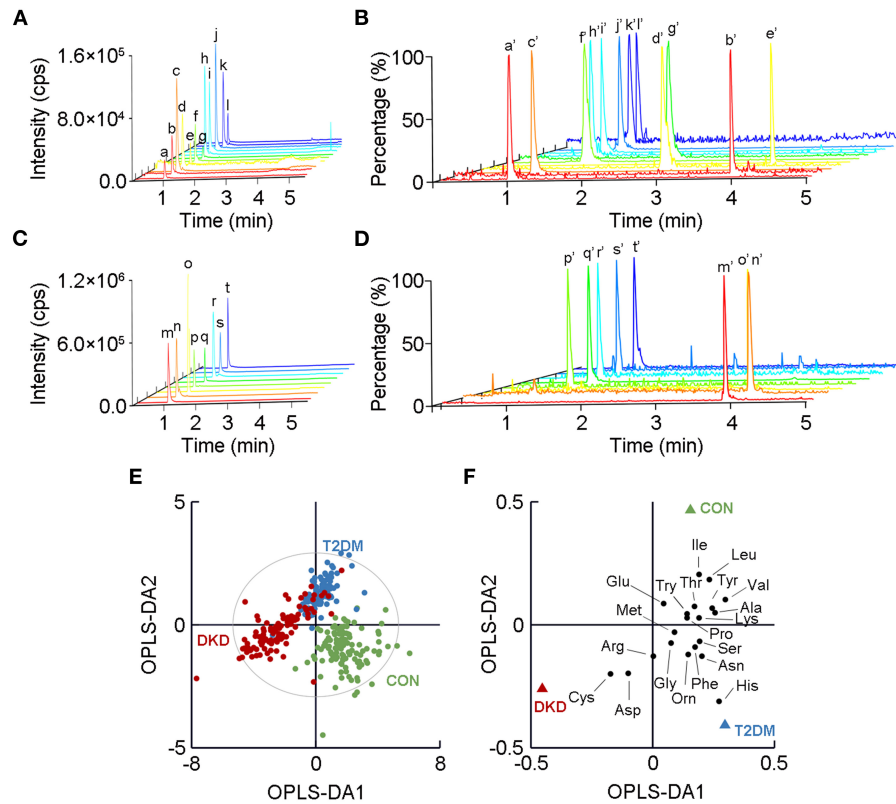 A
Intensity (cps)
1.6×10⁵
8.0×10⁴
0.0
a b c d e f g h i j k l
1 2 3 4 5
Time (min)
B
Percentage (%)
100
50
0
a' c' f' h' i' j' k' l' d' g' b' e'
1 2 3 4 5
Time (min)
C
Intensity (cps)
1.2×10⁶
6.0×10⁵
0.0
m n o p q r s t
1 2 3 4 5
Time (min)
D
Percentage (%)
100
50
0
p' q' r' s' t' m' o' n'
1 2 3 4 5
Time (min)
E
OPLS-DA2
5
0
-5
T2DM
DKD
CON
-8 0 8
OPLS-DA1
F
OPLS-DA2
0.5
0
-0.5
CON
Ile
Leu
Glu
Try
Thr
Tyr
Val
Met
Ala
Lys
Arg
Pro
Ser
Asn
Cys
Asp
Gly
Orn
Phe
His
DKD
T2DM
-0.5 0 0.5
OPLS-DA1